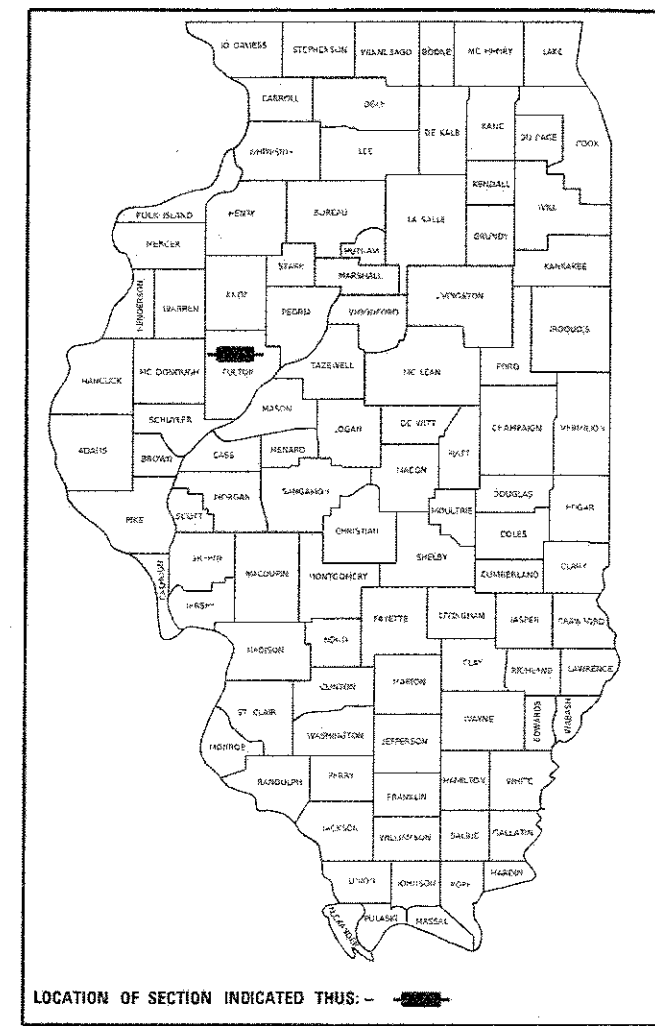 JO DAVIESS STEPHENSON WINNEBAGO BOONE MC HENRY LAKE
CARROLL OGLE
DE KALB KANE DU PAGE COOK
WHITESIDE LEE
KENDALL
ROCK ISLAND HENRY BUREAU LA SALLE WILL
MERCER PUTNAM GRUNDY
STARK MARSHALL KANKAKEE
HENDERSON WARREN KNOX LIVINGSTON
PEORIA WOODFORD IROQUOIS
HANCOCK MC DONOUGH FULTON TAZEWELL MC LEAN FORD
MASON
SCHUYLER LOGAN DE WITT CHAMPAIGN VERMILION
ADAMS BROWN CASS MENARD PIATT
MACON
MORGAN SANGAMON DOUGLAS EDGAR
PIKE SCOTT MOULTRIE
CHRISTIAN COLES
SHELBY
GREENE MACOUPIN MONTGOMERY CUMBERLAND CLARK
CALHOUN
JERSEY FAYETTE EFFINGHAM JASPER CRAWFORD
BOND
MADISON
CLAY RICHLAND LAWRENCE
CLINTON MARION
ST. CLAIR WAYNE EDWARDS WABASH
WASHINGTON JEFFERSON
MONROE
RANDOLPH PERRY HAMILTON WHITE
FRANKLIN
JACKSON WILLIAMSON SALINE GALLATIN
HARDIN
UNION JOHNSON POPE
ALEXANDER PULASKI MASSAC
LOCATION OF SECTION INDICATED THUS: -